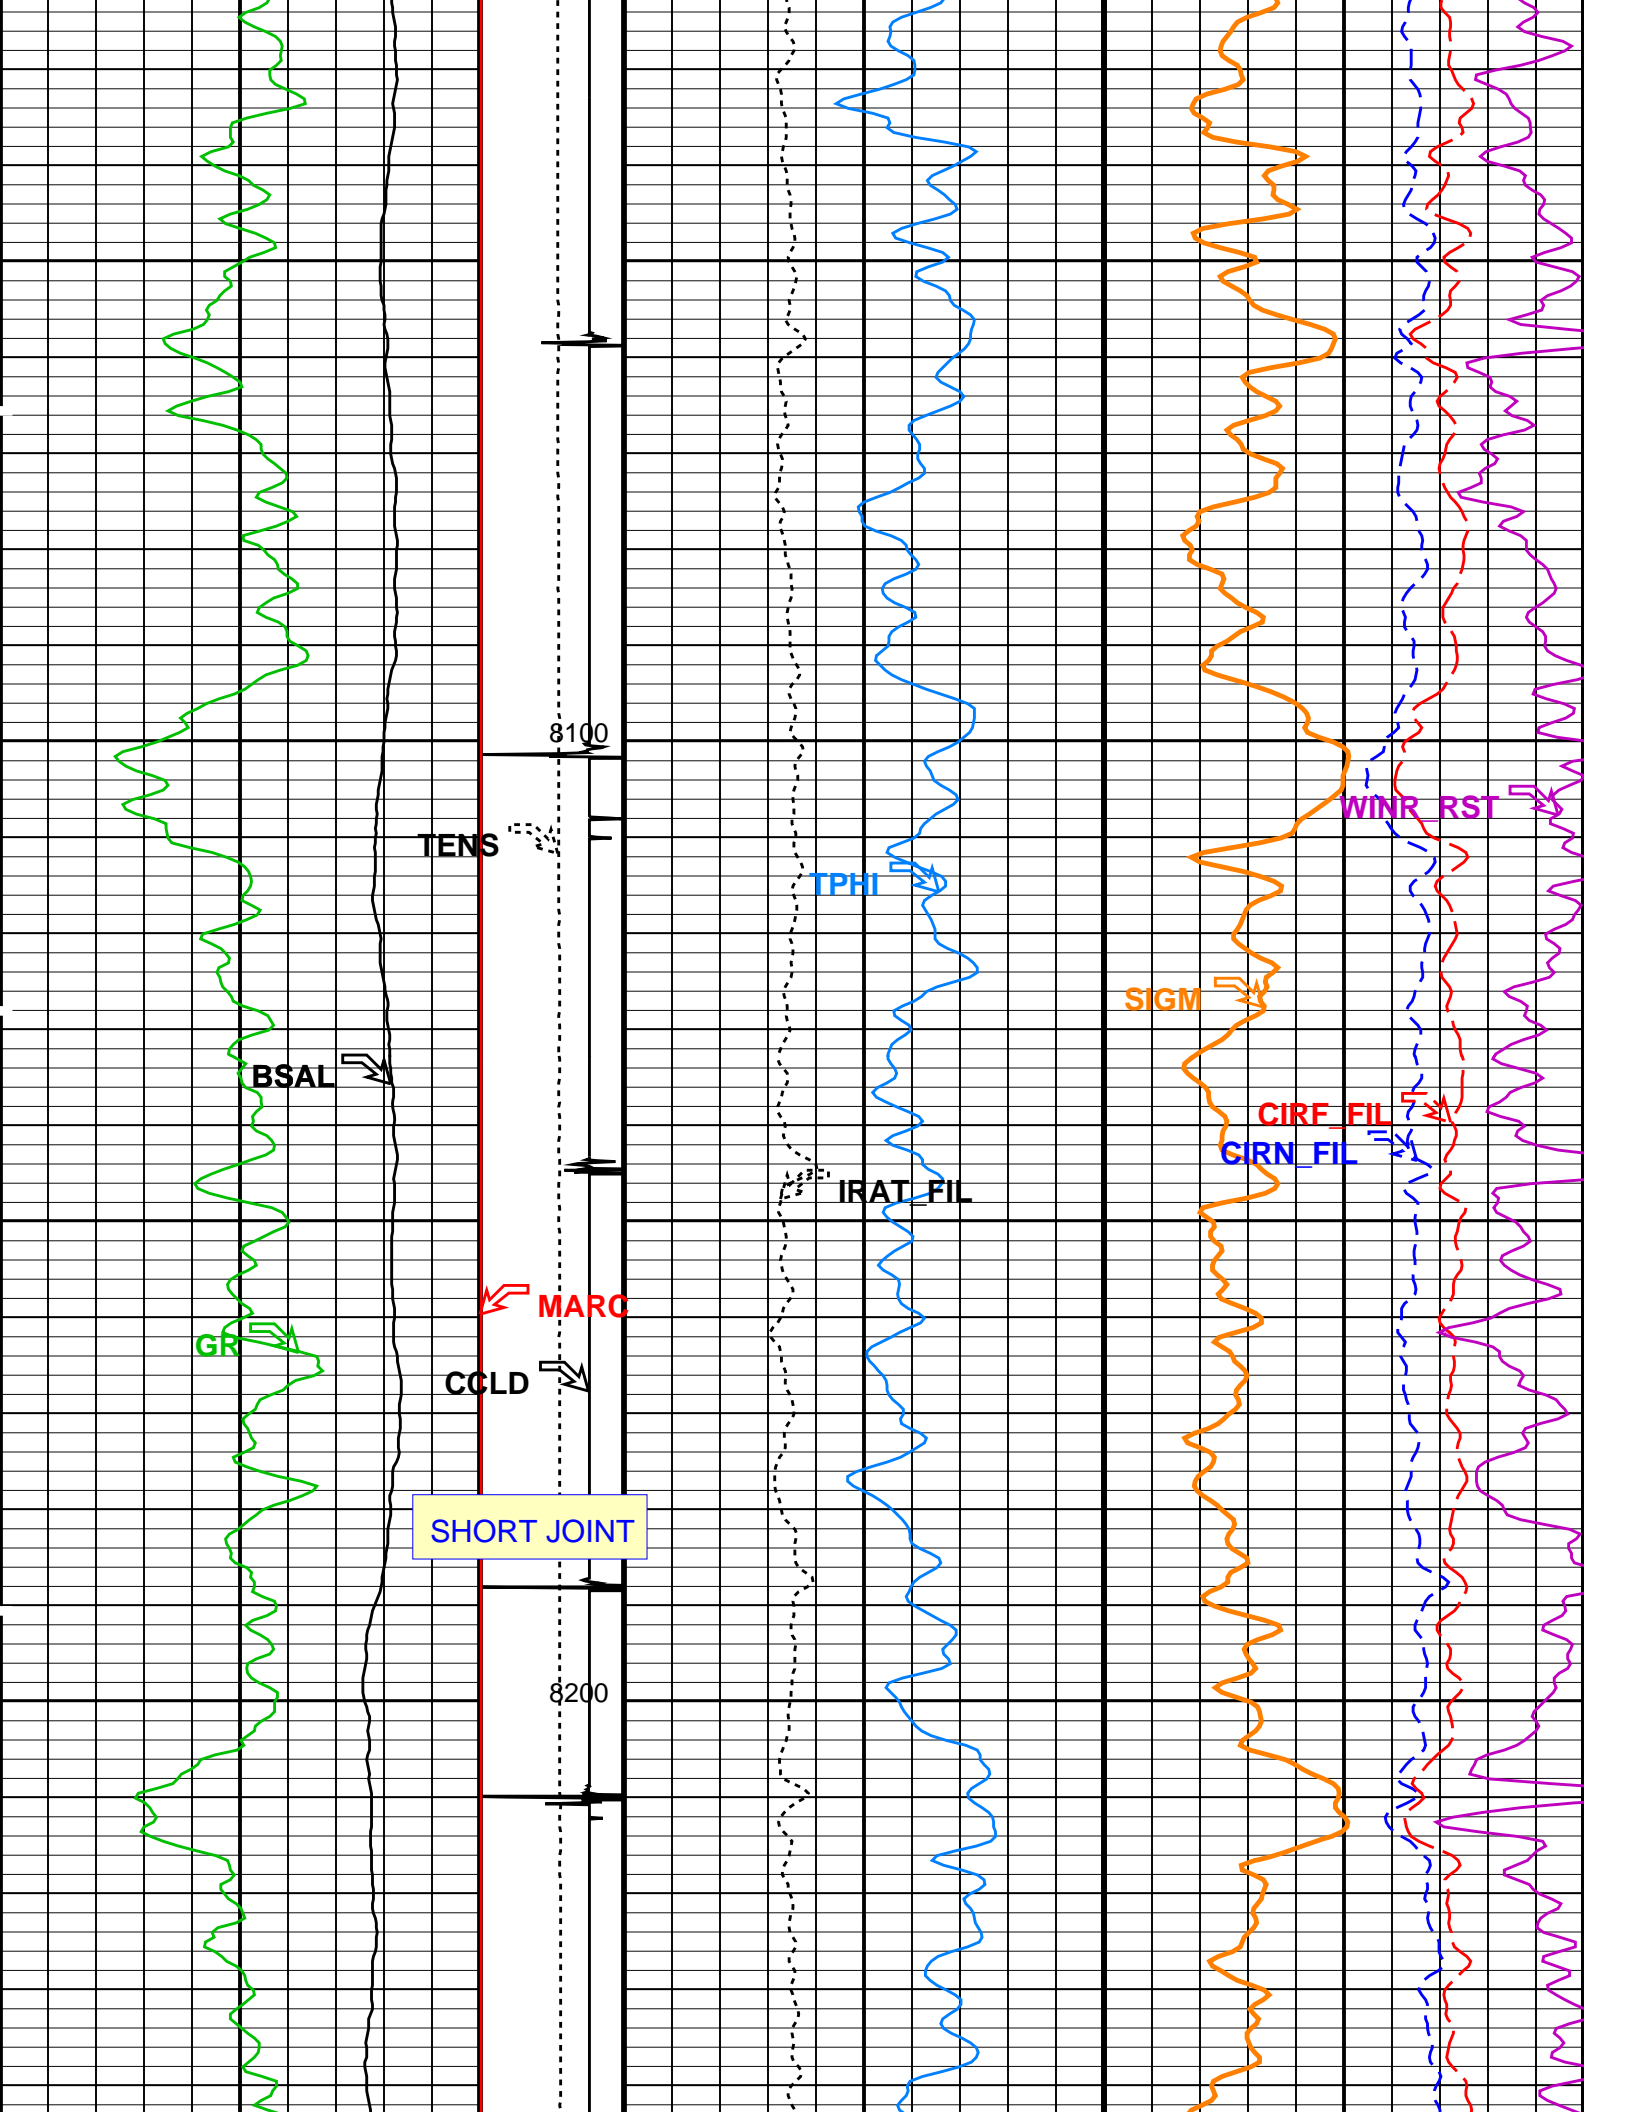 8100
WINR_RST
TENS
TPHI
SIGM
BSAL
CIRF_FIL
CIRN_FIL
IRAT_FIL
MARC
GR
CCLD
SHORT JOINT
8200